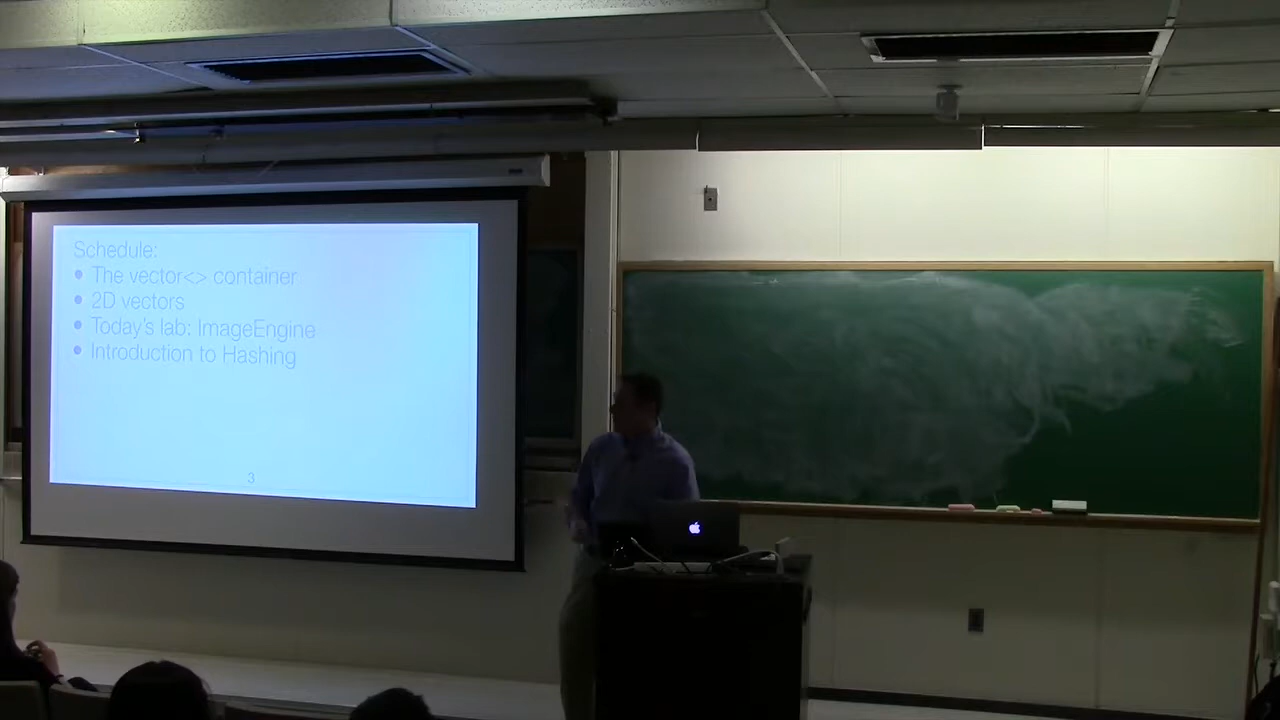 Schedule:
• The vector<> container
• 2D vectors
• Today's lab: ImageEngine
• Introduction to Hashing
3